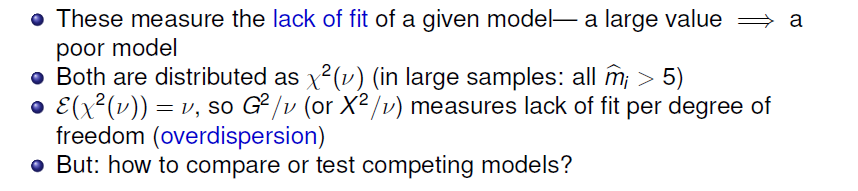 • These measure the lack of fit of a given model— a large value ⟹ a
poor model
• Both are distributed as χ²(ν) (in large samples: all m̂ᵢ > 5)
• ℰ(χ²(ν)) = ν, so G²/ν (or X²/ν) measures lack of fit per degree of
freedom (overdispersion)
• But: how to compare or test competing models?